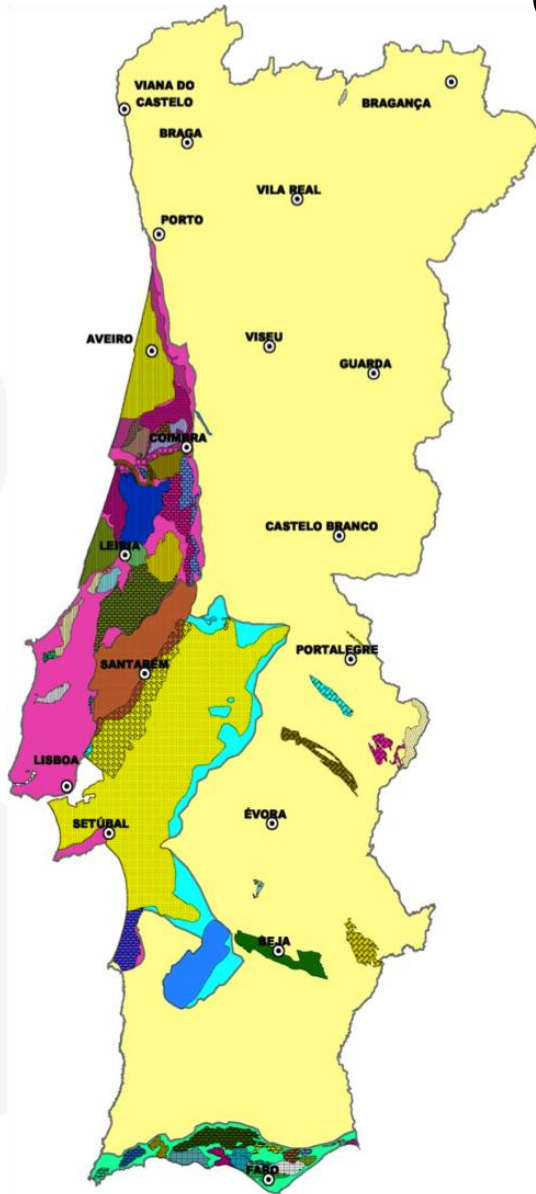 VIANA DO
CASTELO
BRAGANÇA
BRAGA
VILA REAL
PORTO
AVEIRO
VISEU
GUARDA
COIMBRA
CASTELO BRANCO
LEIRIA
PORTALEGRE
SANTARÉM
LISBOA
SETÚBAL
ÉVORA
BEJA
FARO